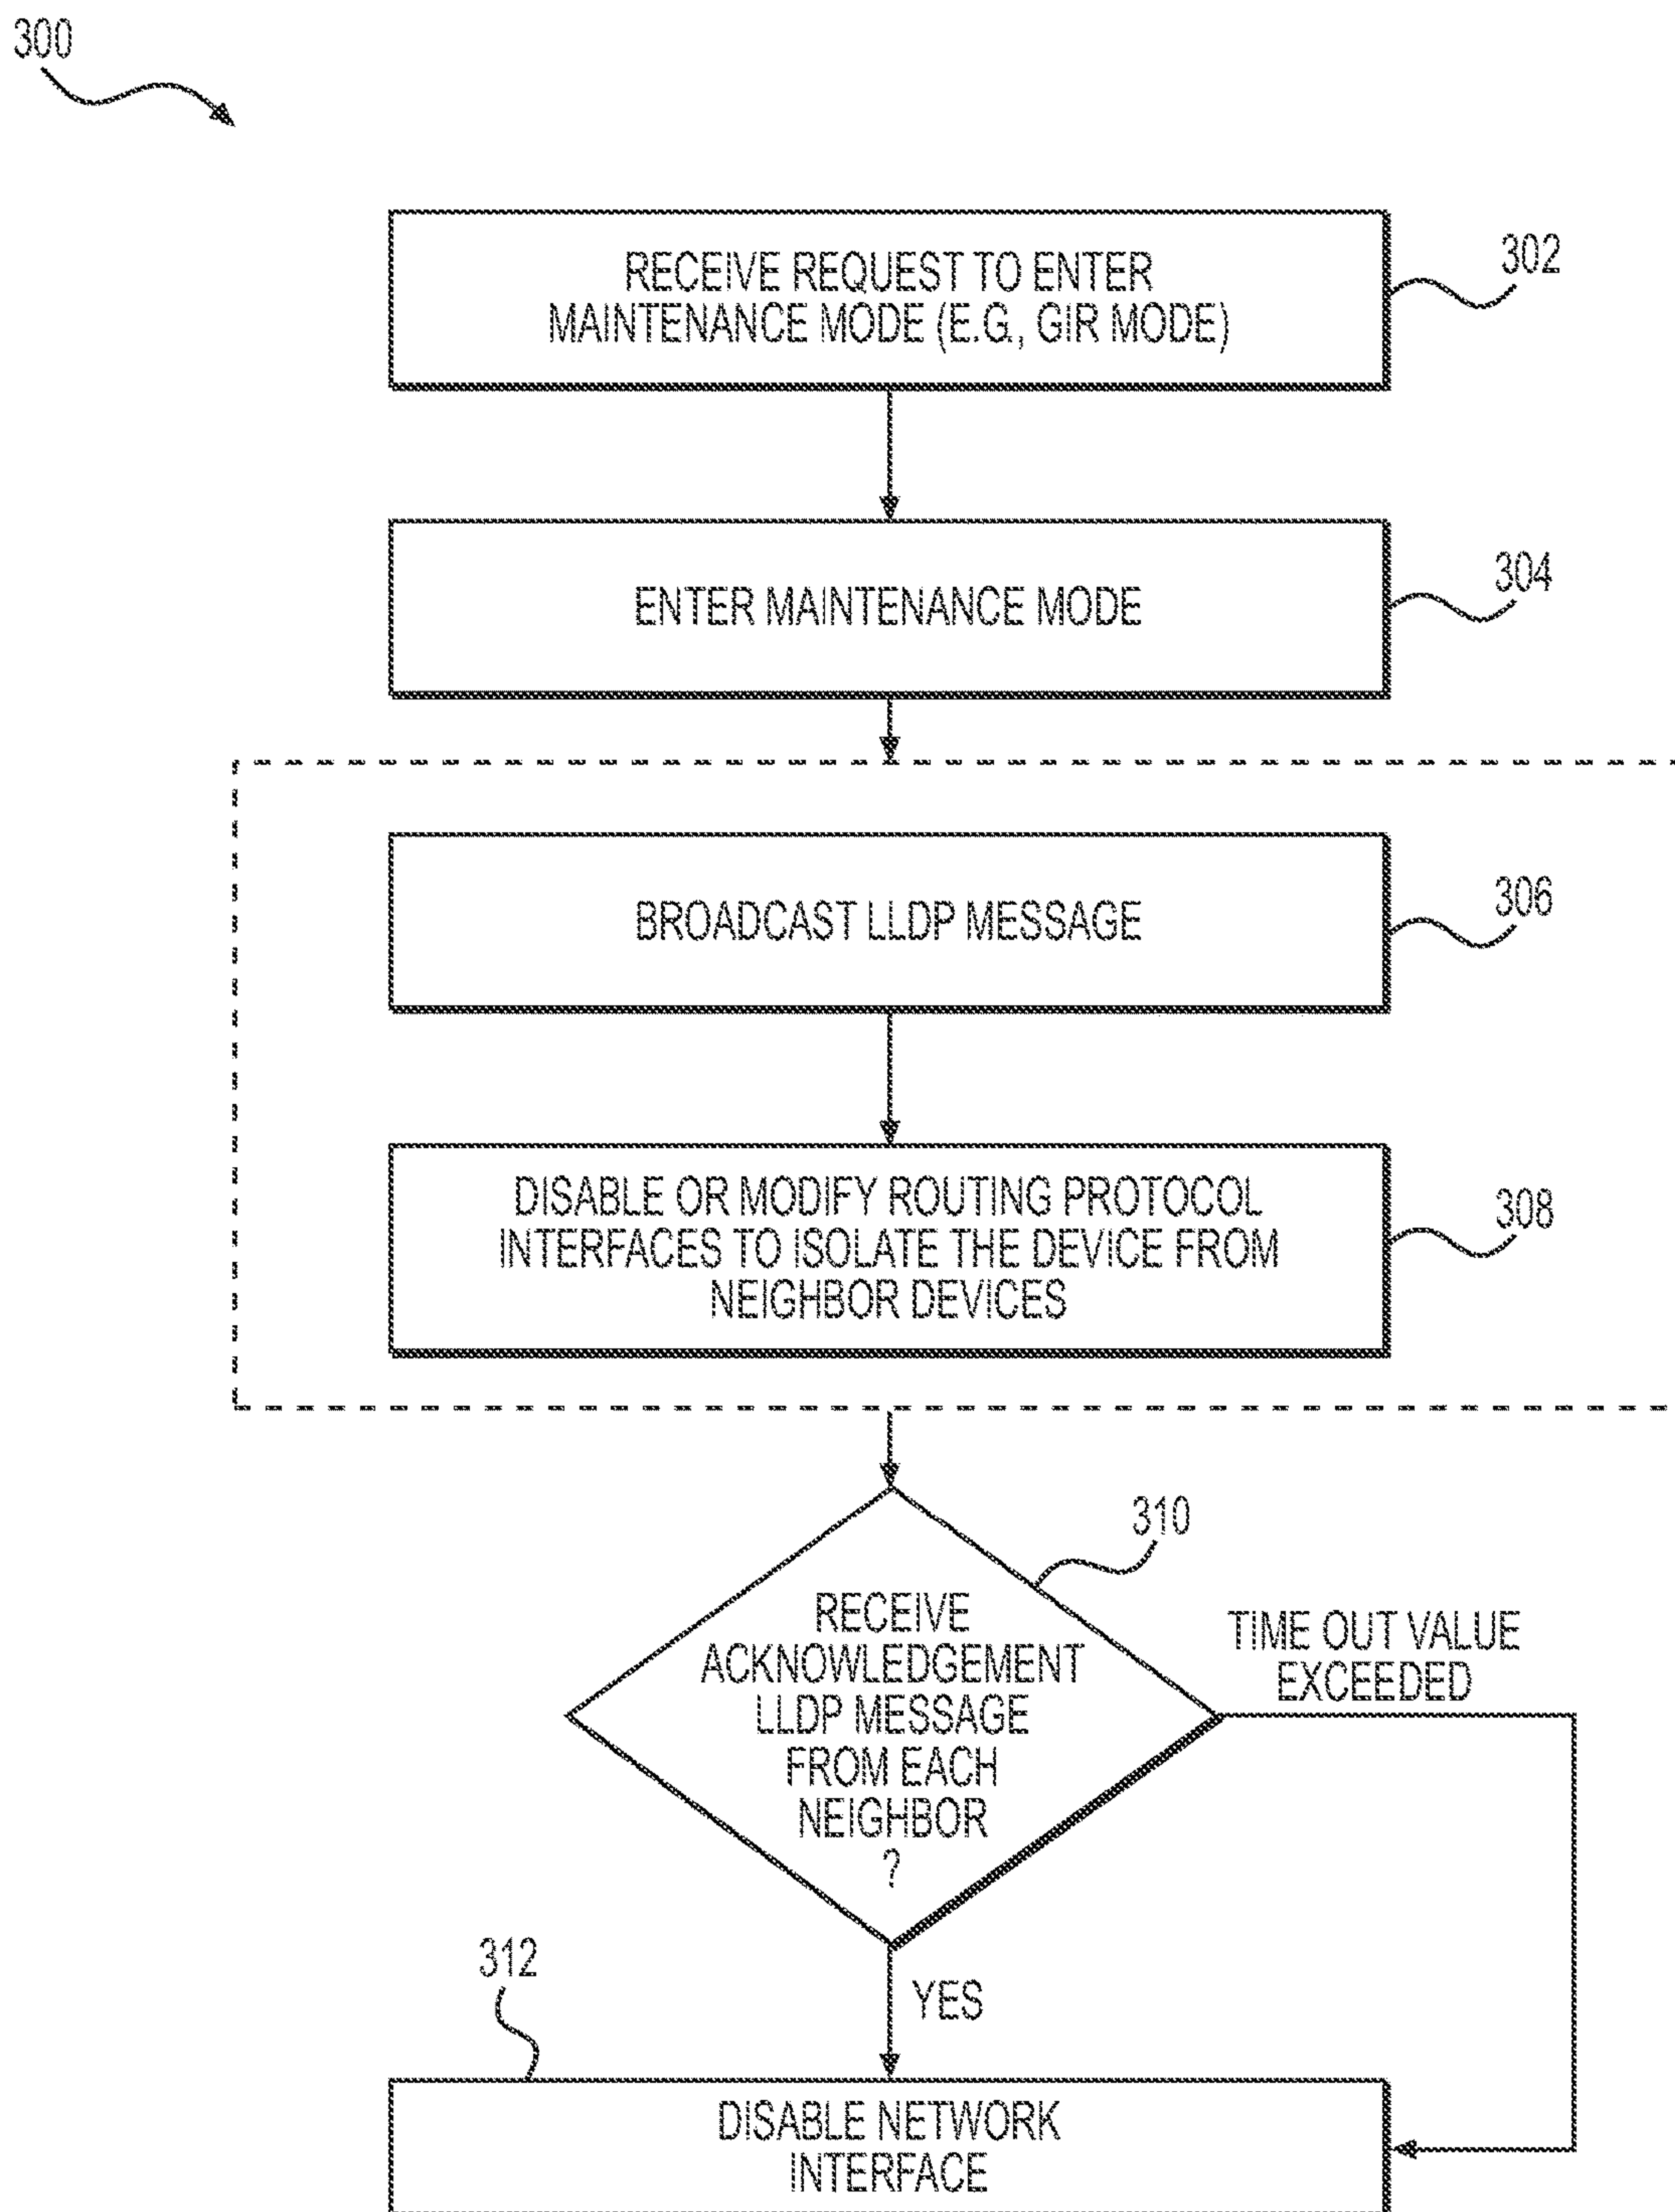 300
RECEIVE REQUEST TO ENTER
MAINTENANCE MODE (E.G., GIR MODE)
302
ENTER MAINTENANCE MODE
304
BROADCAST LLDP MESSAGE
306
DISABLE OR MODIFY ROUTING PROTOCOL
INTERFACES TO ISOLATE THE DEVICE FROM
NEIGHBOR DEVICES
308
310
RECEIVE
ACKNOWLEDGEMENT
LLDP MESSAGE
FROM EACH
NEIGHBOR
?
TIME OUT VALUE
EXCEEDED
312
YES
DISABLE NETWORK
INTERFACE